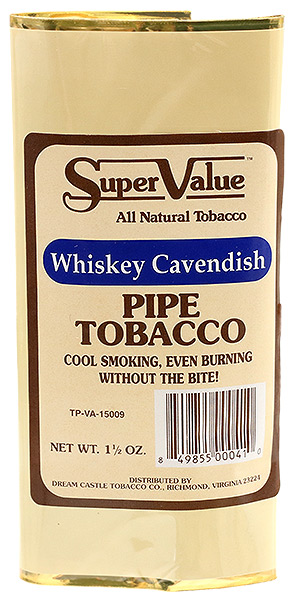 Super Value™
All Natural Tobacco
Whiskey Cavendish
PIPE
TOBACCO
COOL SMOKING, EVEN BURNING
WITHOUT THE BITE!
TP-VA-15009
NET WT. 1½ OZ.
8 49855 00041 0
DISTRIBUTED BY
DREAM CASTLE TOBACCO CO., RICHMOND, VIRGINIA 23224